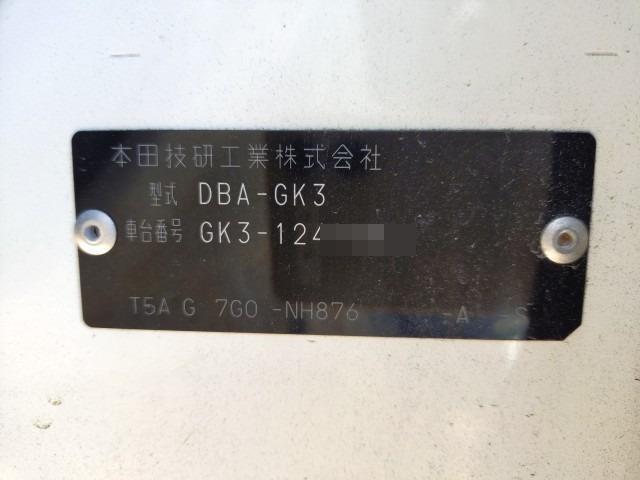 本田技研工業株式会社
型式 DBA-GK3
車台番号 GK3-124
T5A G 7G0 -NH876 -A -S